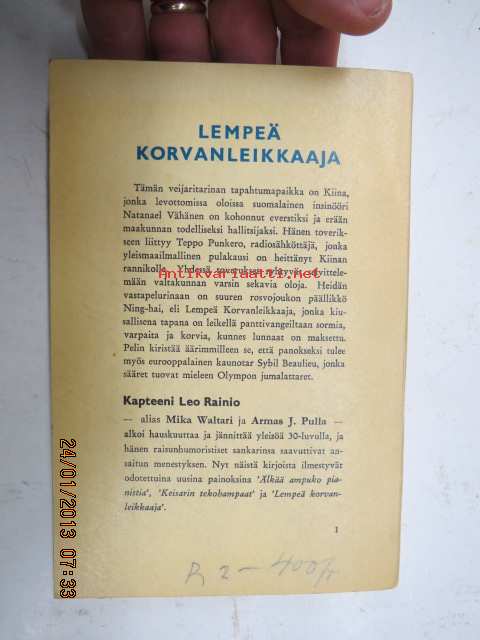 LEMPEÄ
KORVANLEIKKAAJA
Tämän veijaritarinan tapahtumapaikka on Kiina,
jonka levottomissa oloissa suomalainen insinööri
Natanael Vähänen on kohonnut everstiksi ja erään
maakunnan todelliseksi hallitsijaksi. Hänen toverik-
seen liittyy Teppo Punkero, radiosähköttäjä, jonka
yleismaailmallinen pulakausi on heittänyt Kiinan
rannikolle. Yhdessä toverukset selvittele-
mään valtakunnan varsin sekavia oloja. Heidän
vastapelurinaan on suuren rosvojoukon päällikkö
Ning-hai, eli Lempeä Korvanleikkaaja, jonka kiu-
sallisena tapana on leikellä panttivangeiltaan sormia,
varpaita ja korvia, kunnes lunnaat on maksettu.
Pelin kiristää äärimmilleen se, että panokseksi tulee
myös eurooppalainen kaunotar Sybil Beaulieu, jonka
sääret tuovat mieleen Olympon jumalattaret.
Kapteeni Leo Rainio
— alias Mika Waltari ja Armas J. Pulla —
alkoi hauskuuttaa ja jännittää yleisöä 30-luvulla, ja
hänen raisunhumoristiset sankarinsa saavuttivat an-
saitun menestyksen. Nyt näistä kirjoista ilmestyvät
odotettuina uusina painoksina 'Älkää ampuko pia-
nistia', 'Keisarin tekohampaat' ja 'Lempeä korvan-
leikkaaja'.
1
R 2 - 400
Antikvariaatti.net
24/01/2013 07:33